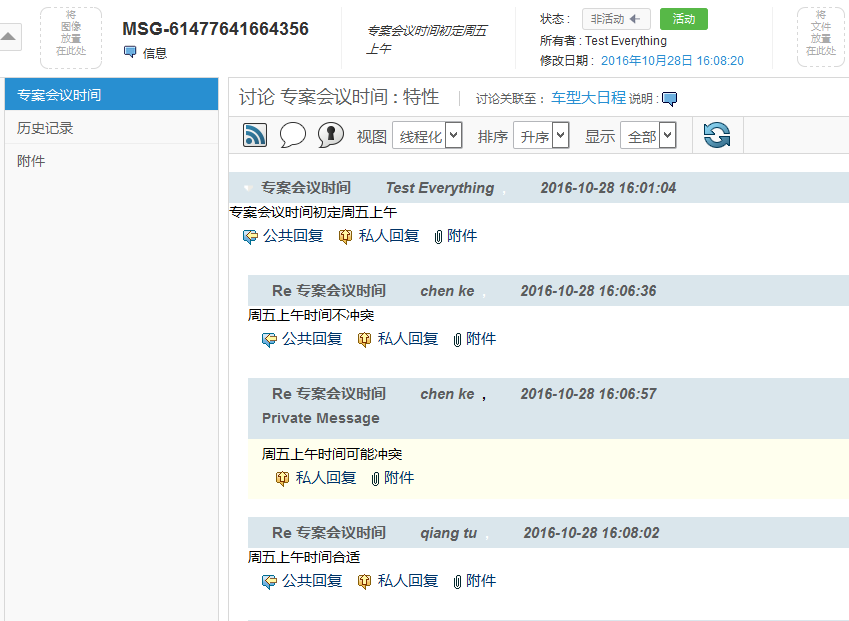 将
图像
放置
在此处
MSG-61477641664356
信息
专案会议时间初定周五
上午
状态 : 非活动 活动
所有者 : Test Everything
修改日期 : 2016年10月28日 16:08:20
将
文件
放置
在此处
专案会议时间
历史记录
附件
讨论 专案会议时间 : 特性 讨论关联至 : 车型大日程 说明 :
视图 线程化 排序 升序 显示 全部
专案会议时间 Test Everything , 2016-10-28 16:01:04
专案会议时间初定周五上午
公共回复 私人回复 附件
Re 专案会议时间 chen ke , 2016-10-28 16:06:36
周五上午时间不冲突
公共回复 私人回复 附件
Re 专案会议时间 chen ke , 2016-10-28 16:06:57
Private Message
周五上午时间可能冲突
私人回复 附件
Re 专案会议时间 qiang tu , 2016-10-28 16:08:02
周五上午时间合适
公共回复 私人回复 附件